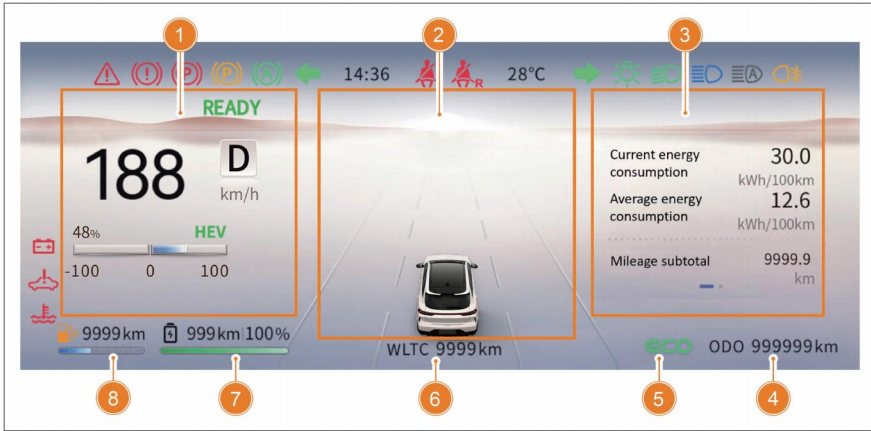 1
2
3
14:36
R
28°C
READY
188
D
km/h
48%
HEV
-100
0
100
Current energy
consumption
30.0
kWh/100km
Average energy
consumption
12.6
kWh/100km
Mileage subtotal
9999.9
km
9999km
999km|100%
WLTC 9999km
eco
ODO 999999km
8
7
6
5
4